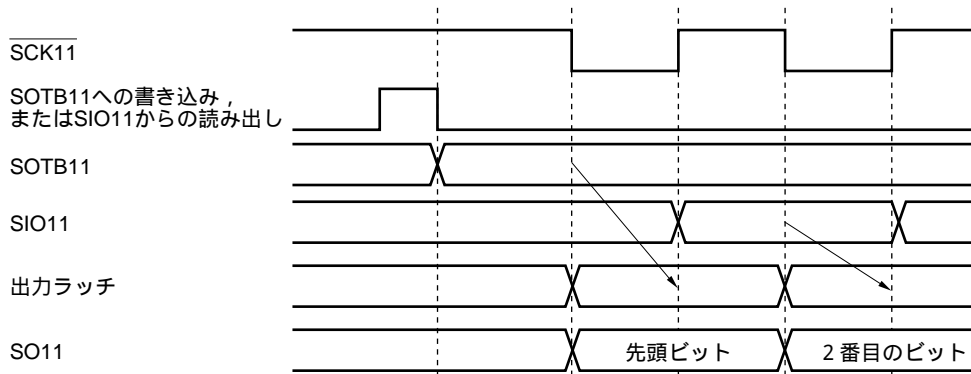 SCK11
SOTB11への書き込み，
またはSIO11からの読み出し
SOTB11
SIO11
出力ラッチ
SO11
先頭ビット
2番目のビット